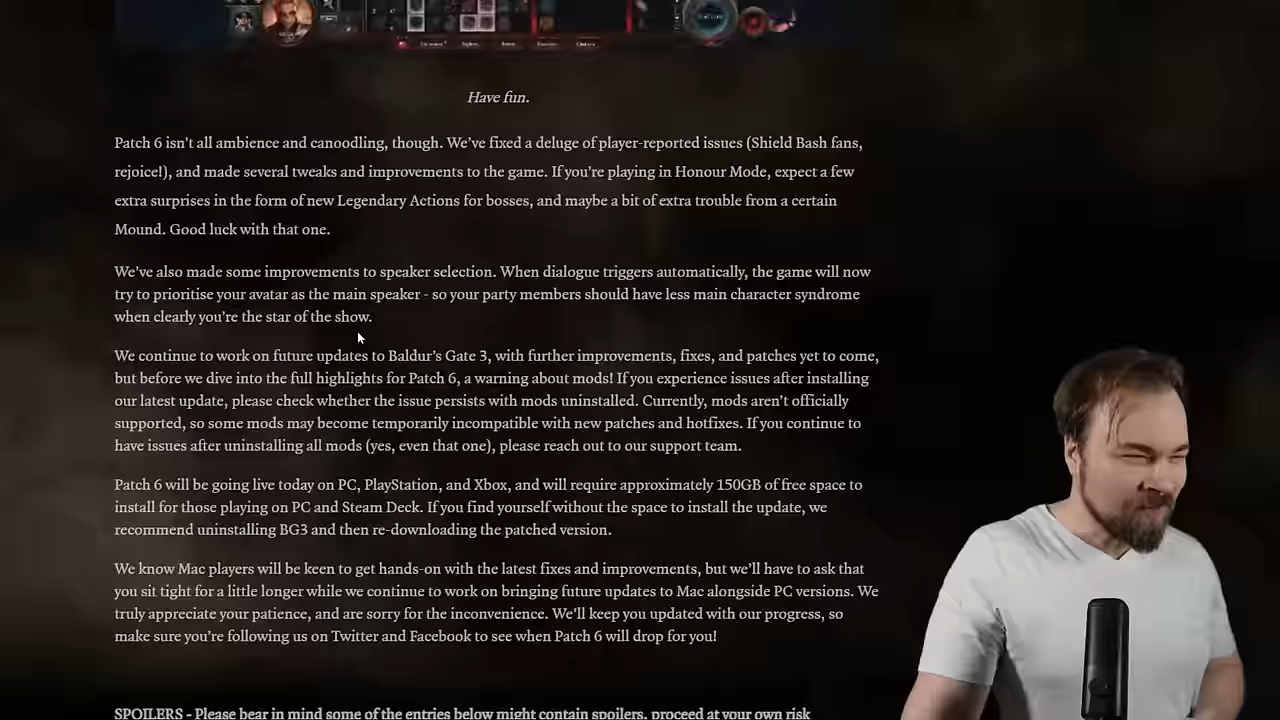 Have fun.
Patch 6 isn’t all ambience and canoodling, though. We’ve fixed a deluge of player-reported issues (Shield Bash fans,
rejoice!), and made several tweaks and improvements to the game. If you’re playing in Honour Mode, expect a few
extra surprises in the form of new Legendary Actions for bosses, and maybe a bit of extra trouble from a certain
Mound. Good luck with that one.
We’ve also made some improvements to speaker selection. When dialogue triggers automatically, the game will now
try to prioritise your avatar as the main speaker - so your party members should have less main character syndrome
when clearly you’re the star of the show.
We continue to work on future updates to Baldur’s Gate 3, with further improvements, fixes, and patches yet to come,
but before we dive into the full highlights for Patch 6, a warning about mods! If you experience issues after installing
our latest update, please check whether the issue persists with mods uninstalled. Currently, mods aren’t officially
supported, so some mods may become temporarily incompatible with new patches and hotfixes. If you continue to
have issues after uninstalling all mods (yes, even that one), please reach out to our support team.
Patch 6 will be going live today on PC, PlayStation, and Xbox, and will require approximately 150GB of free space to
install for those playing on PC and Steam Deck. If you find yourself without the space to install the update, we
recommend uninstalling BG3 and then re-downloading the patched version.
We know Mac players will be keen to get hands-on with the latest fixes and improvements, but we’ll have to ask that
you sit tight for a little longer while we continue to work on bringing future updates to Mac alongside PC versions. We
truly appreciate your patience, and are sorry for the inconvenience. We’ll keep you updated with our progress, so
make sure you’re following us on Twitter and Facebook to see when Patch 6 will drop for you!
SPOILERS - Please bear in mind some of the entries below might contain spoilers, proceed at your own risk